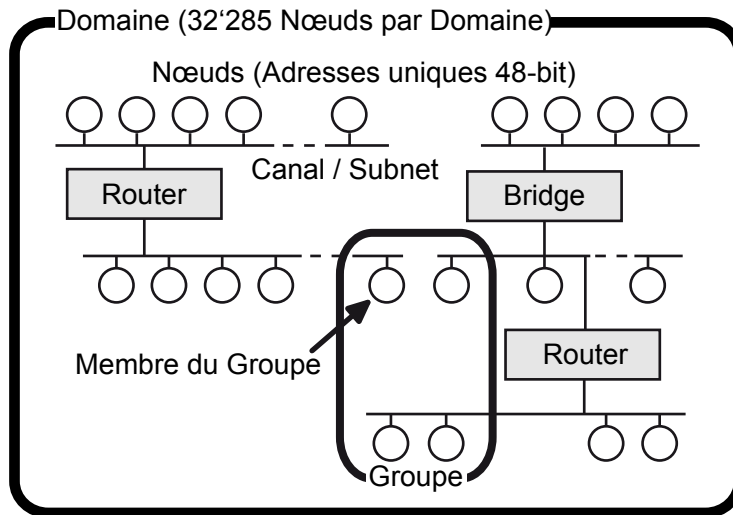 Domaine (32‘285 Nœuds par Domaine)
Nœuds (Adresses uniques 48-bit)
Canal / Subnet
Router
Bridge
Membre du Groupe
Router
Groupe